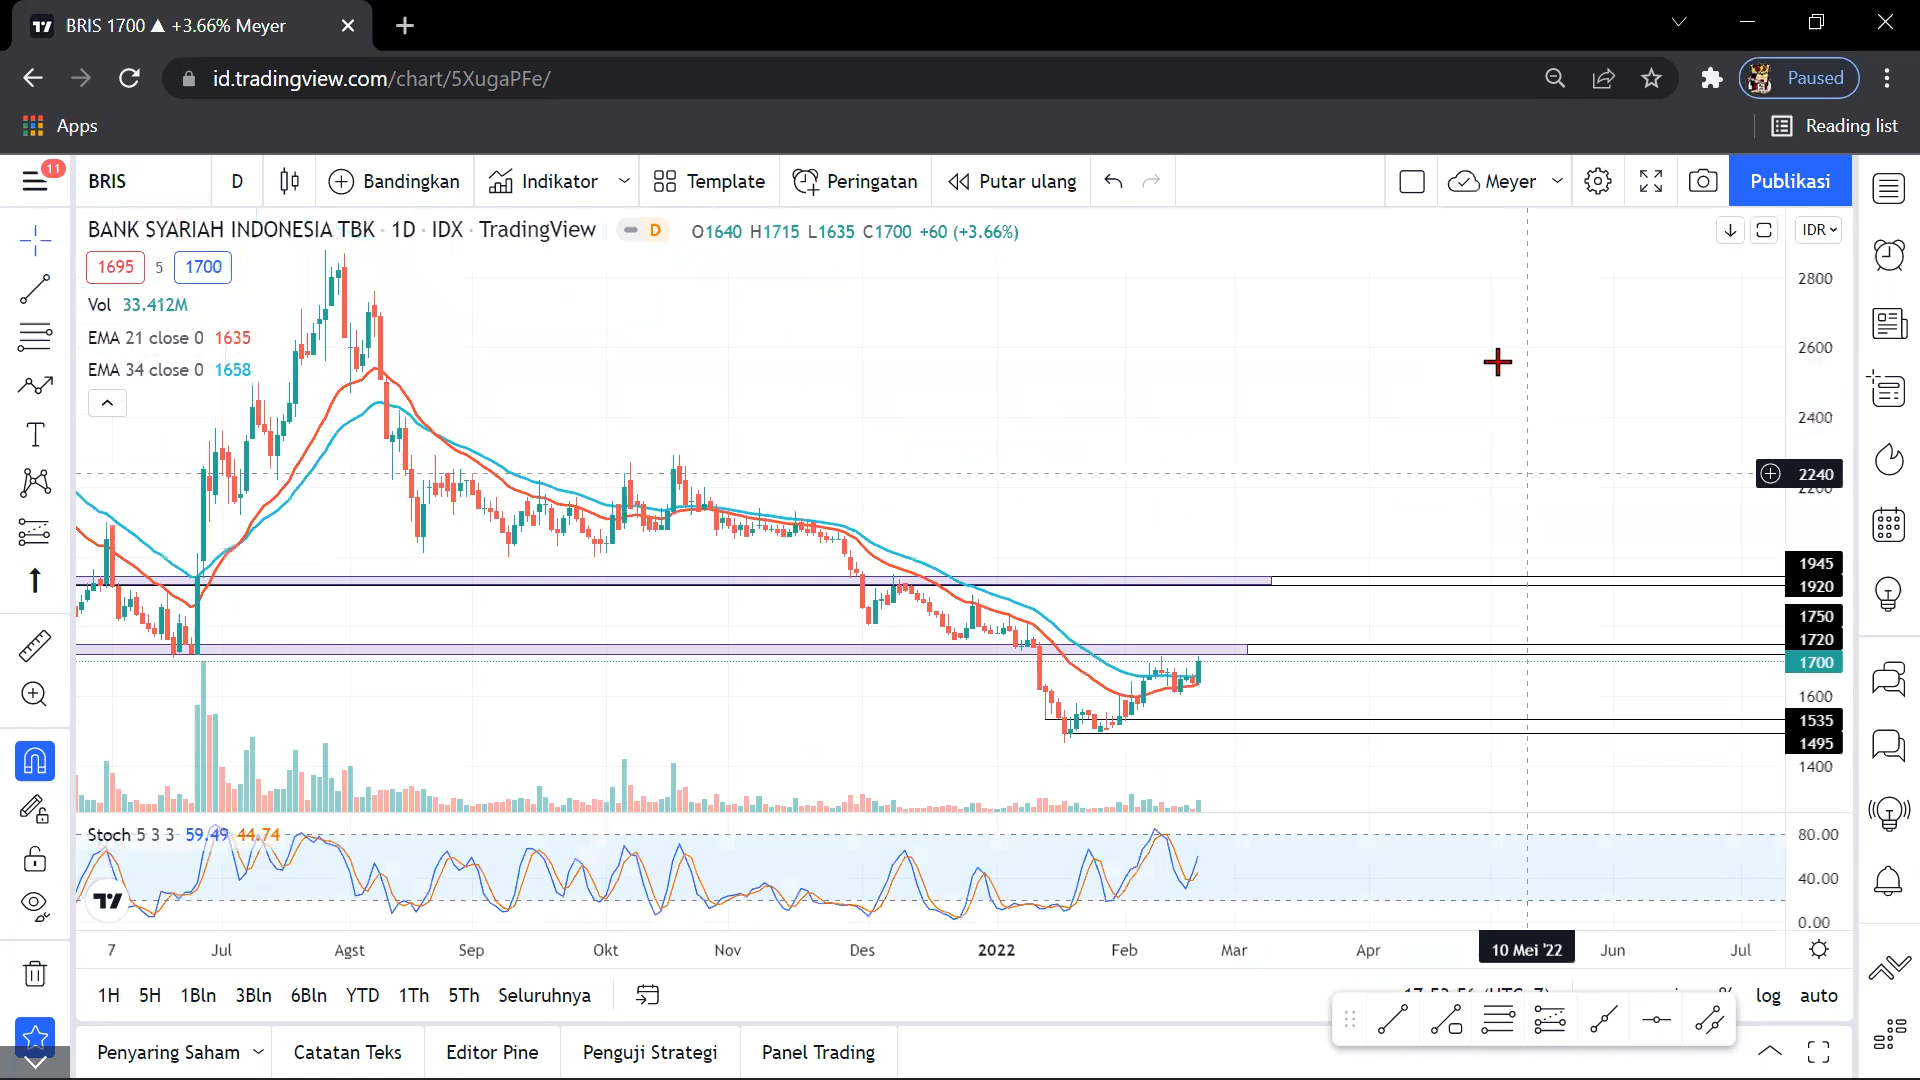 BRIS 1700 ▲ +3.66% Meyer
id.tradingview.com/chart/5XugaPFe/
Paused
Apps
Reading list
11
BRIS
D
Bandingkan
Indikator
Template
Peringatan
Putar ulang
Meyer
Publikasi
BANK SYARIAH INDONESIA TBK · 1D · IDX · TradingView
D
O1640 H1715 L1635 C1700 +60 (+3.66%)
IDR
1695 5 1700
Vol 33.412M
EMA 21 close 0 1635
EMA 34 close 0 1658
2800
2600
2400
2240
2200
1945
1920
1750
1720
1700
1600
1535
1495
1400
Stoch 5 3 3 59.49 44.74
80.00
40.00
0.00
7 Jul Agst Sep Okt Nov Des 2022 Feb Mar Apr 10 Mei '22 Jun Jul
1H 5H 1Bln 3Bln 6Bln YTD 1Th 5Th Seluruhnya
% log auto
Penyaring Saham Catatan Teks Editor Pine Penguji Strategi Panel Trading